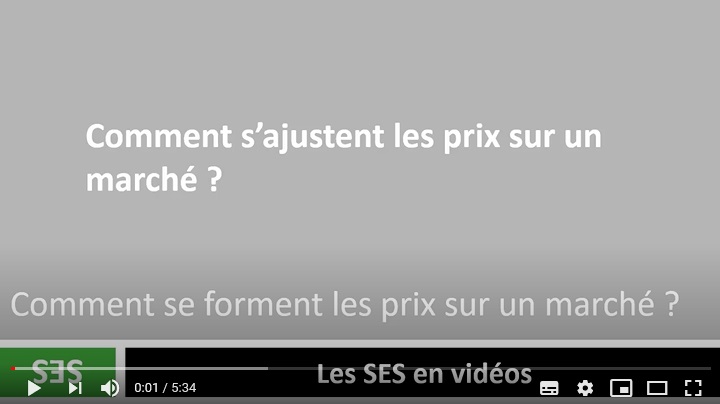 Comment s’ajustent les prix sur un
marché ?
Comment se forment les prix sur un marché ?
SES
Les SES en vidéos
0:01 / 5:34